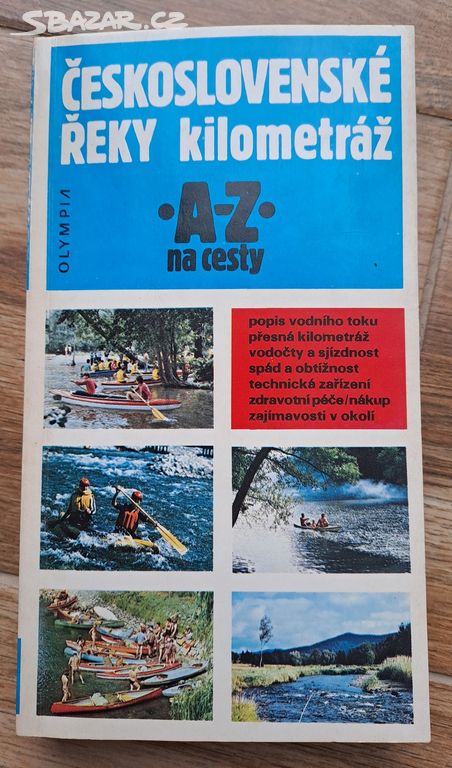 SBAZAR.CZ
ČESKOSLOVENSKÉ
ŘEKY kilometráž
OLYMPIA
•A-Z•
na cesty
popis vodního toku
přesná kilometráž
vodočty a sjízdnost
spád a obtížnost
technická zařízení
zdravotní péče/nákup
zajímavosti v okolí